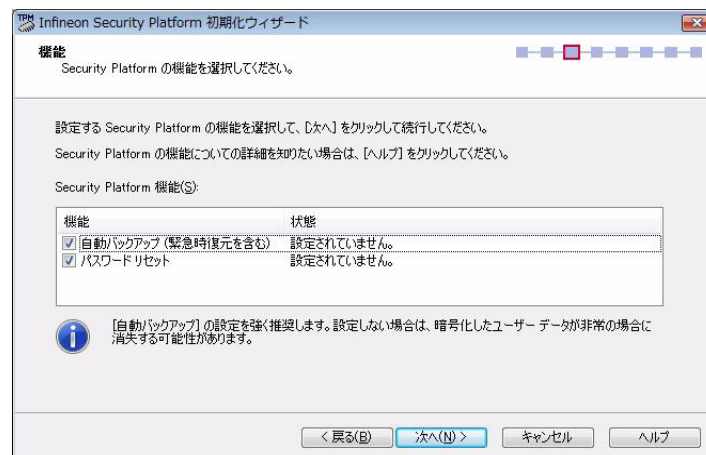 TPM Infineon Security Platform 初期化ウィザード
機能
Security Platform の機能を選択してください。
設定する Security Platform の機能を選択して、[次へ] をクリックして続行してください。
Security Platform の機能についての詳細を知りたい場合は、[ヘルプ] をクリックしてください。
Security Platform 機能(S):
機能 状態
自動バックアップ (緊急時復元を含む) 設定されていません。
パスワード リセット 設定されていません。
[自動バックアップ] の設定を強く推奨します。設定しない場合は、暗号化したユーザー データが非常の場合に
消失する可能性があります。
< 戻る(B) 次へ(N) > キャンセル ヘルプ